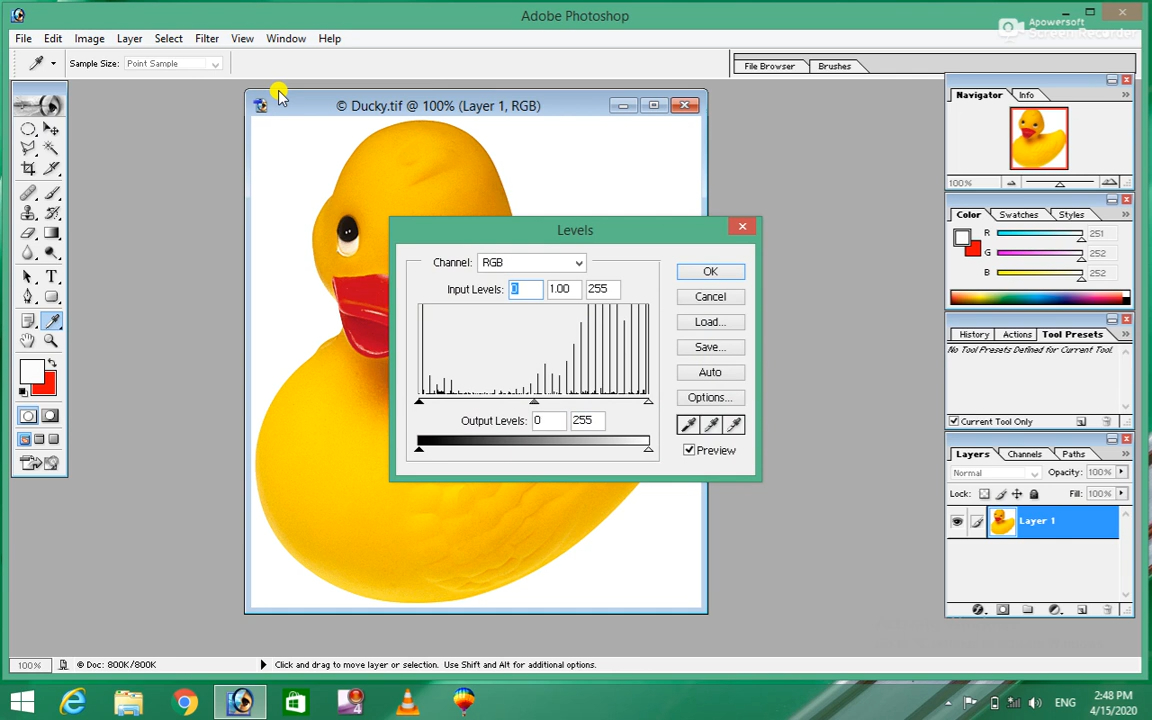 Adobe Photoshop
Apowersoft
Screen Recorder
File Edit Image Layer Select Filter View Window Help
Sample Size: Point Sample
File Browser Brushes
© Ducky.tif @ 100% (Layer 1, RGB)
Navigator Info
100%
Color Swatches Styles
R 251
G 252
B 252
History Actions Tool Presets
No Tool Presets Defined for Current Tool.
Current Tool Only
Layers Channels Paths
Normal Opacity: 100%
Lock: Fill: 100%
Layer 1
Levels
Channel: RGB
Input Levels: 0 1.00 255
Output Levels: 0 255
OK
Cancel
Load...
Save...
Auto
Options...
Preview
T
100% © Doc: 800K/800K Click and drag to move layer or selection. Use Shift and Alt for additional options.
4
ENG
2:48 PM
4/15/2020